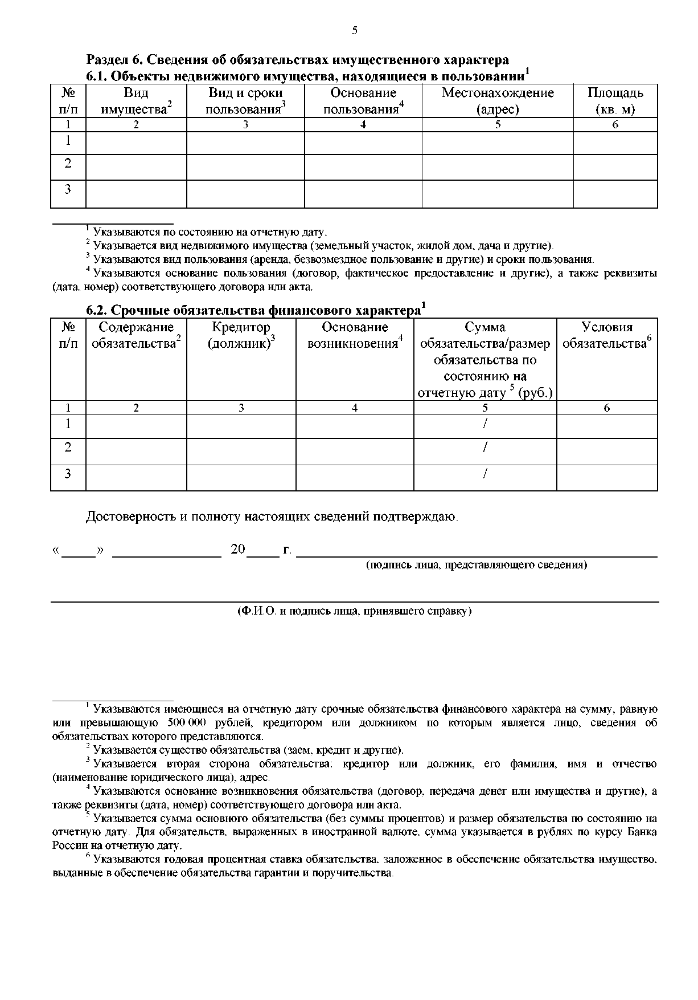 5
Раздел 6. Сведения об обязательствах имущественного характера
6.1. Объекты недвижимого имущества, находящиеся в пользовании1
№ Вид Вид и сроки Основание Местонахождение Площадь
п/п имущества2 пользования3 пользования4 (адрес) (кв. м)
1 2 3 4 5 6
1
2
3
1 Указываются по состоянию на отчетную дату.
2 Указывается вид недвижимого имущества (земельный участок, жилой дом, дача и другие).
3 Указываются вид пользования (аренда, безвозмездное пользование и другие) и сроки пользования.
4 Указываются основание пользования (договор, фактическое предоставление и другие), а также реквизиты
(дата, номер) соответствующего договора или акта.
6.2. Срочные обязательства финансового характера1
№ Содержание Кредитор Основание Сумма Условия
п/п обязательства2 (должник)3 возникновения4 обязательства/размер обязательства6
обязательства по
состоянию на
отчетную дату 5 (руб.)
1 2 3 4 5 6
1 /
2 /
3 /
Достоверность и полноту настоящих сведений подтверждаю.
«_____» ________________ 20_____ г. ________________
(подпись лица, представляющего сведения)
(Ф.И.О. и подпись лица, принявшего справку)
1 Указываются имеющиеся на отчетную дату срочные обязательства финансового характера на сумму, равную
или превышающую 500 000 рублей, кредитором или должником по которым является лицо, сведения об
обязательствах которого представляются.
2 Указывается существо обязательства (заем, кредит и другие).
3 Указывается вторая сторона обязательства: кредитор или должник, его фамилия, имя и отчество
(наименование юридического лица), адрес.
4 Указываются основание возникновения обязательства (договор, передача денег или имущества и другие), а
также реквизиты (дата, номер) соответствующего договора или акта.
5 Указывается сумма основного обязательства (без суммы процентов) и размер обязательства по состоянию на
отчетную дату. Для обязательств, выраженных в иностранной валюте, сумма указывается в рублях по курсу Банка
России на отчетную дату.
6 Указываются годовая процентная ставка обязательства, заложенное в обеспечение обязательства имущество,
выданные в обеспечение обязательства гарантии и поручительства.